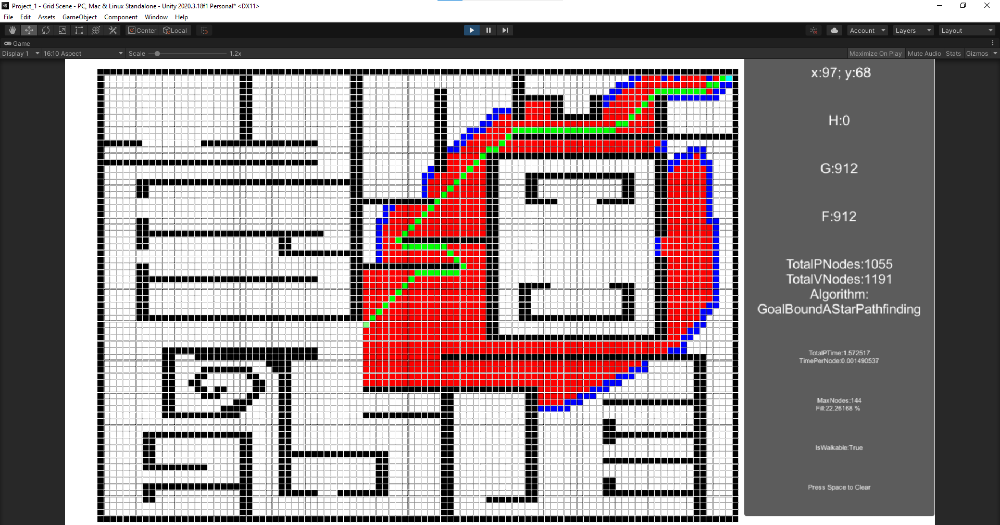 Project_1 - Grid Scene - PC, Mac & Linux Standalone - Unity 2020.3.18f1 Personal* <DX11>
File Edit Assets GameObject Component Window Help
Center Local Account Layers Layout
Game
Display 1 16:10 Aspect Scale 1.2x Maximize On Play Mute Audio Stats Gizmos
x:97; y:68
H:0
G:912
F:912
TotalPNodes:1055
TotalVNodes:1191
Algorithm:
GoalBoundAStarPathfinding
TotalPTime:1.572517
TimePerNode:0.001490537
MaxNodes:144
Fill:22.26168 %
IsWalkable:True
Press Space to Clear